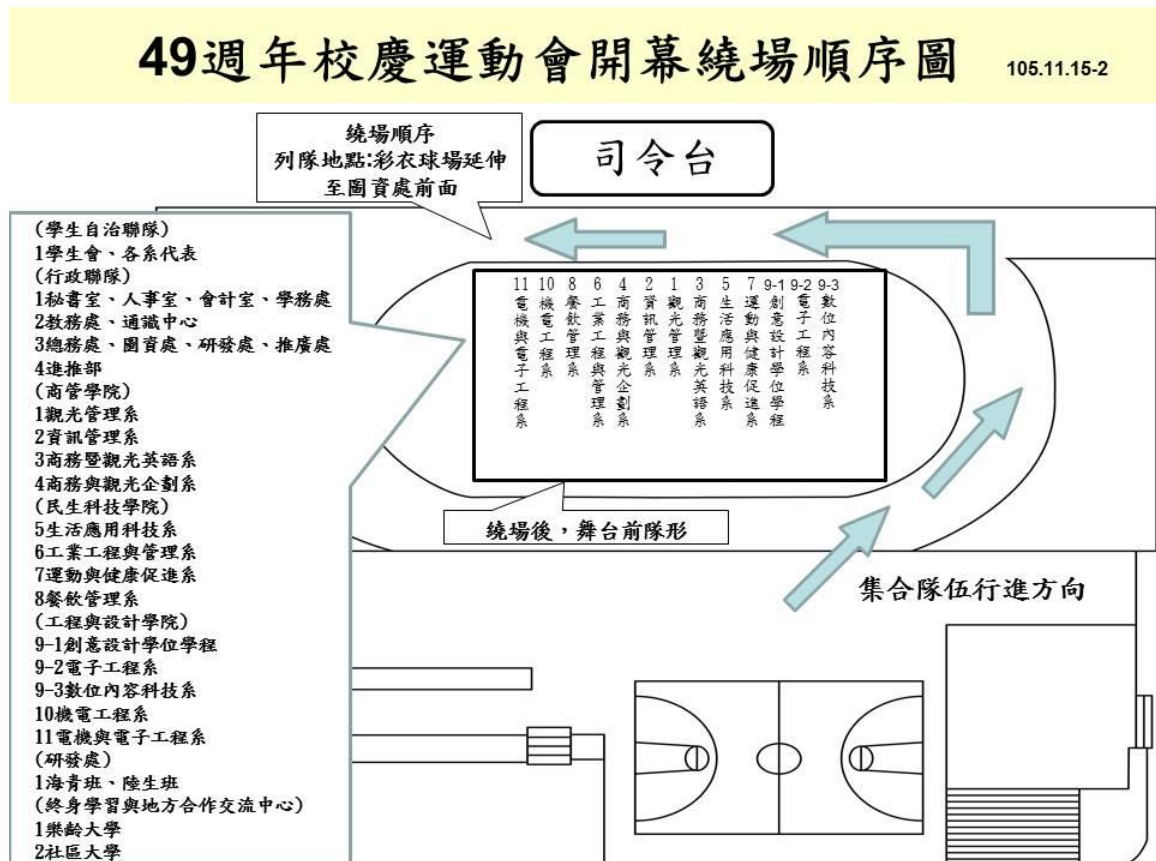 49週年校慶運動會開幕繞場順序圖
105.11.15-2
繞場順序
列隊地點:彩衣球場延伸
至圖資處前面
司令台
(學生自治聯隊)
1學生會、各系代表
(行政聯隊)
1秘書室、人事室、會計室、學務處
2教務處、通識中心
3總務處、圖資處、研發處、推廣處
4進推部
(商管學院)
1觀光管理系
2資訊管理系
3商務暨觀光英語系
4商務與觀光企劃系
(民生科技學院)
5生活應用科技系
6工業工程與管理系
7運動與健康促進系
8餐飲管理系
(工程與設計學院)
9-1創意設計學位學程
9-2電子工程系
9-3數位內容科技系
10機電工程系
11電機與電子工程系
(研發處)
1海青班、陸生班
(終身學習與地方合作交流中心)
1樂齡大學
2社區大學
11電機與電子工程系
10機電工程系
8餐飲管理系
6工業工程與管理系
4商務與觀光企劃系
2資訊管理系
1觀光管理系
3商務暨觀光英語系
5生活應用科技系
7運動與健康促進系
9-1創意設計學位學程
9-2電子工程系
9-3數位內容科技系
繞場後，舞台前隊形
集合隊伍行進方向